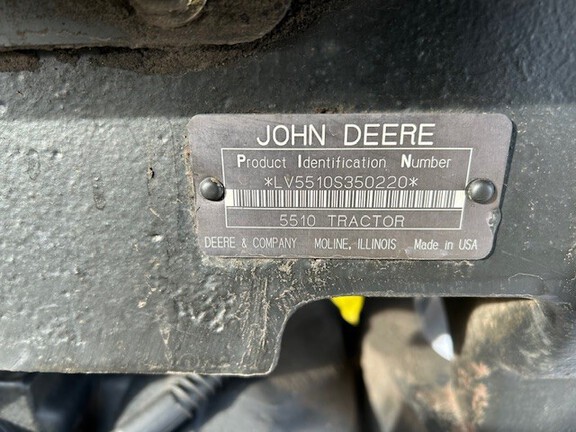 JOHN DEERE
Product Identification Number
*LV5510S350220*
5510 TRACTOR
DEERE & COMPANY MOLINE, ILLINOIS Made in USA